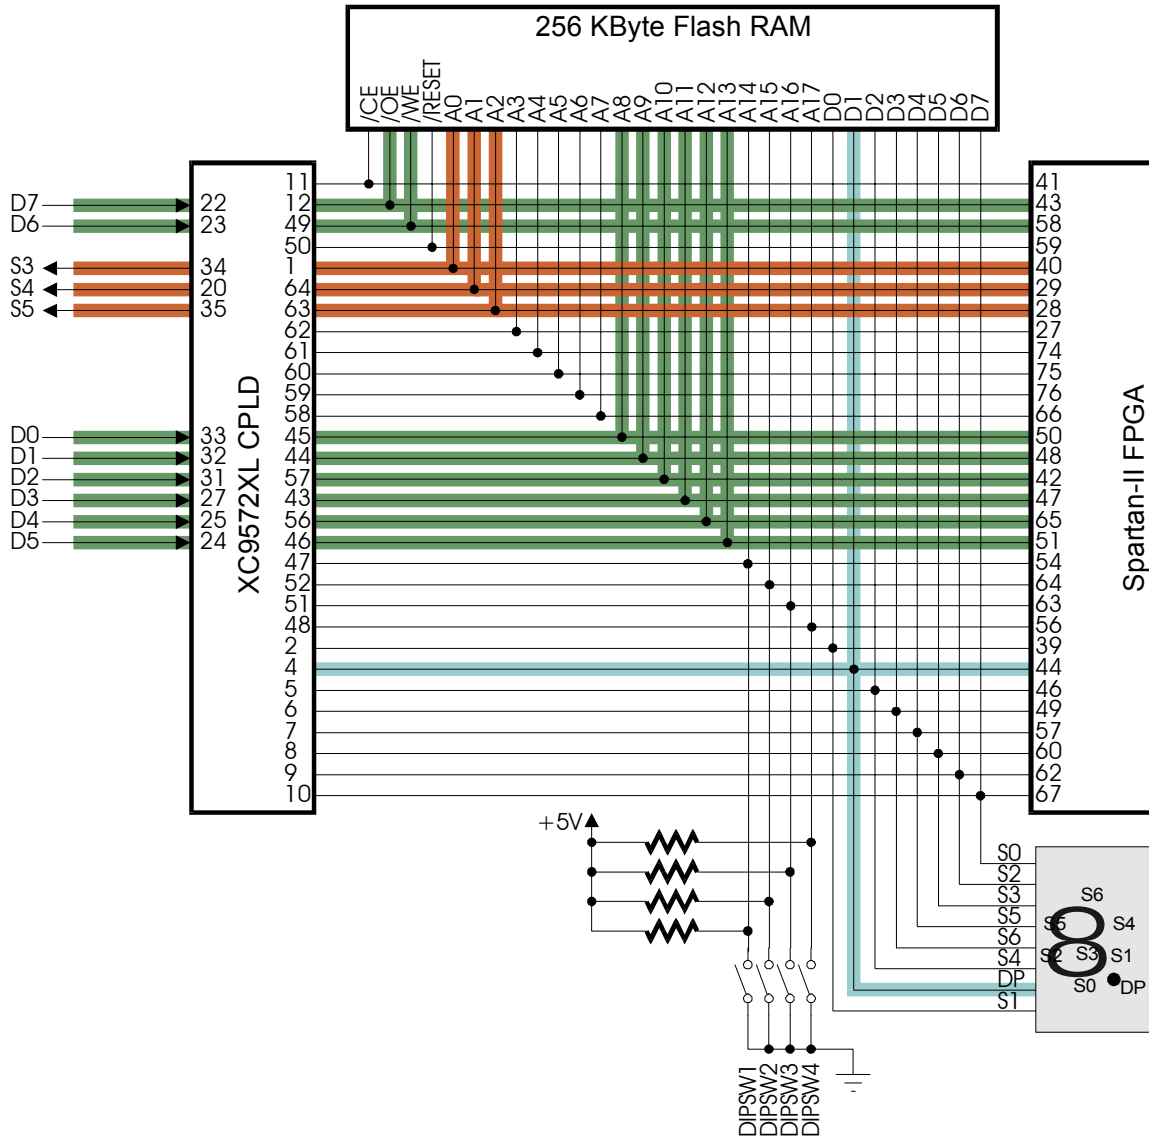 256 KByte Flash RAM
/CE
/OE
/WE
/RESET
A0
A1
A2
A3
A4
A5
A6
A7
A8
A9
A10
A11
A12
A13
A14
A15
A16
A17
D0
D1
D2
D3
D4
D5
D6
D7
XC9572XL CPLD
Spartan-II FPGA
11 41
D7 22 12 43
D6 23 49 58
50 59
S3 34 1 40
S4 20 64 29
S5 35 63 28
62 27
61 74
60 75
59 76
58 66
D0 33 45 50
D1 32 44 48
D2 31 57 42
D3 27 43 47
D4 25 56 65
D5 24 46 51
47 54
52 64
51 63
48 56
2 39
4 44
5 46
6 49
7 57
8 60
9 62
10 67
+5V
S0
S2
S3
S5
S6
S4
DP
S1
S6
S5 S4
8
S2 S3 S1
S0 DP
DIPSW1
DIPSW2
DIPSW3
DIPSW4